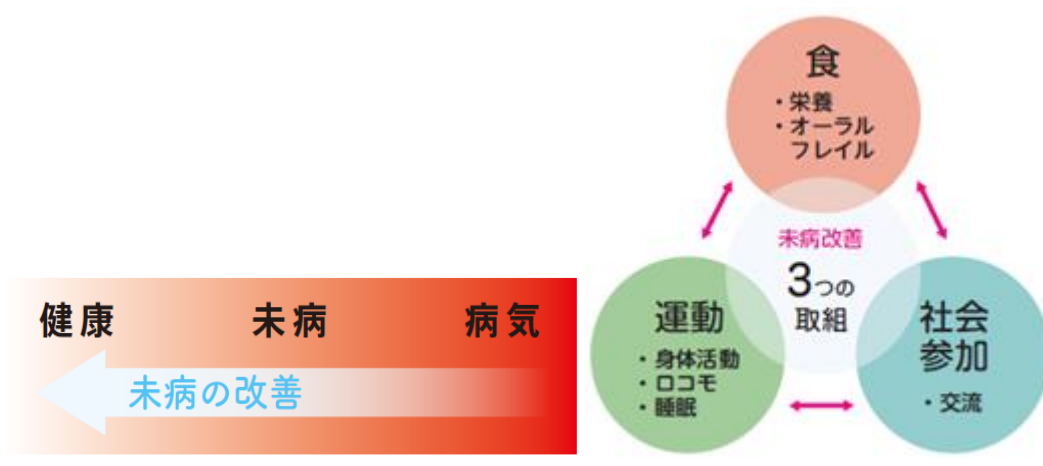 健康 未病 病気
未病の改善
食
・栄養
・オーラル
フレイル
未病改善
3つの
取組
運動
・身体活動
・ロコモ
・睡眠
社会
参加
・交流